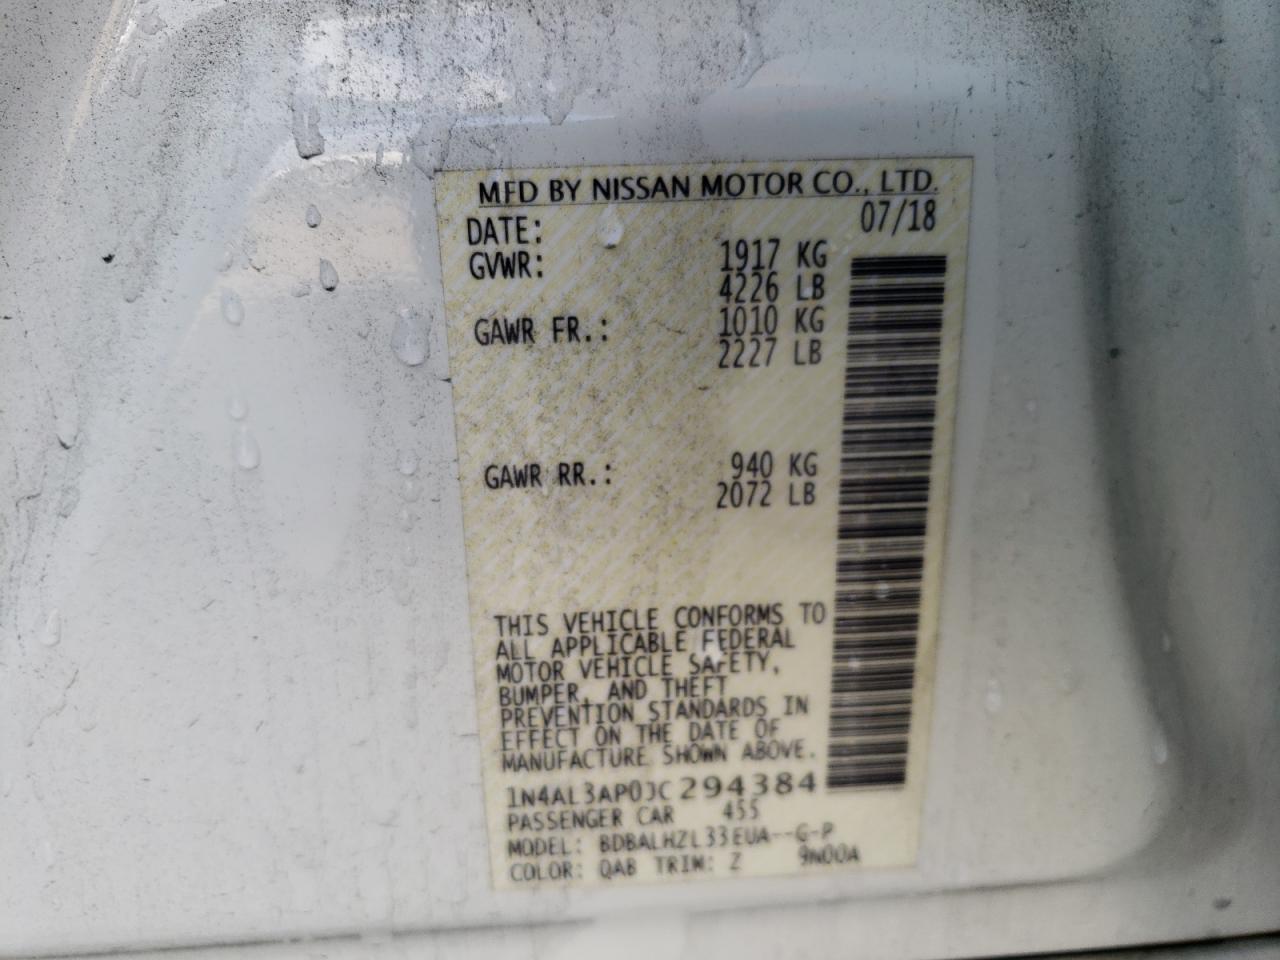 MFD BY NISSAN MOTOR CO., LTD.
DATE: 07/18
GVWR: 1917 KG
4226 LB
GAWR FR.: 1010 KG
2227 LB
GAWR RR.: 940 KG
2072 LB
THIS VEHICLE CONFORMS TO
ALL APPLICABLE FEDERAL
MOTOR VEHICLE SAFETY,
BUMPER, AND THEFT
PREVENTION STANDARDS IN
EFFECT ON THE DATE OF
MANUFACTURE SHOWN ABOVE.
1N4AL3AP0JC294384
PASSENGER CAR 455
MODEL: BDBALHZL33EUA--G-P
COLOR: QAB TRIM: Z 9N00A